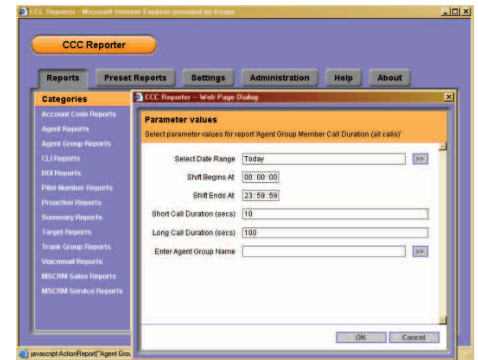 CCC Reporter - Microsoft Internet Explorer provided by Avaya
CCC Reporter
Reports
Preset Reports
Settings
Administration
Help
About
Categories
Account Code Reports
Agent Reports
Agent Group Reports
CLI Reports
DDI Reports
Pilot Number Reports
Proactive Reports
Summary Reports
Target Reports
Trunk Group Reports
Voicemail Reports
MSCRM Sales Reports
MSCRM Service Reports
CCC Reporter -- Web Page Dialog
Parameter values
Select parameter values for report 'Agent Group Member Call Duration (all calls)'
Select Date Range Today >>
Shift Begins At 00:00:00
Shift Ends At 23:59:59
Short Call Duration (secs) 10
Long Call Duration (secs) 100
Enter Agent Group Name >>
OK Cancel
javascript:ActionReport("Agent Grou